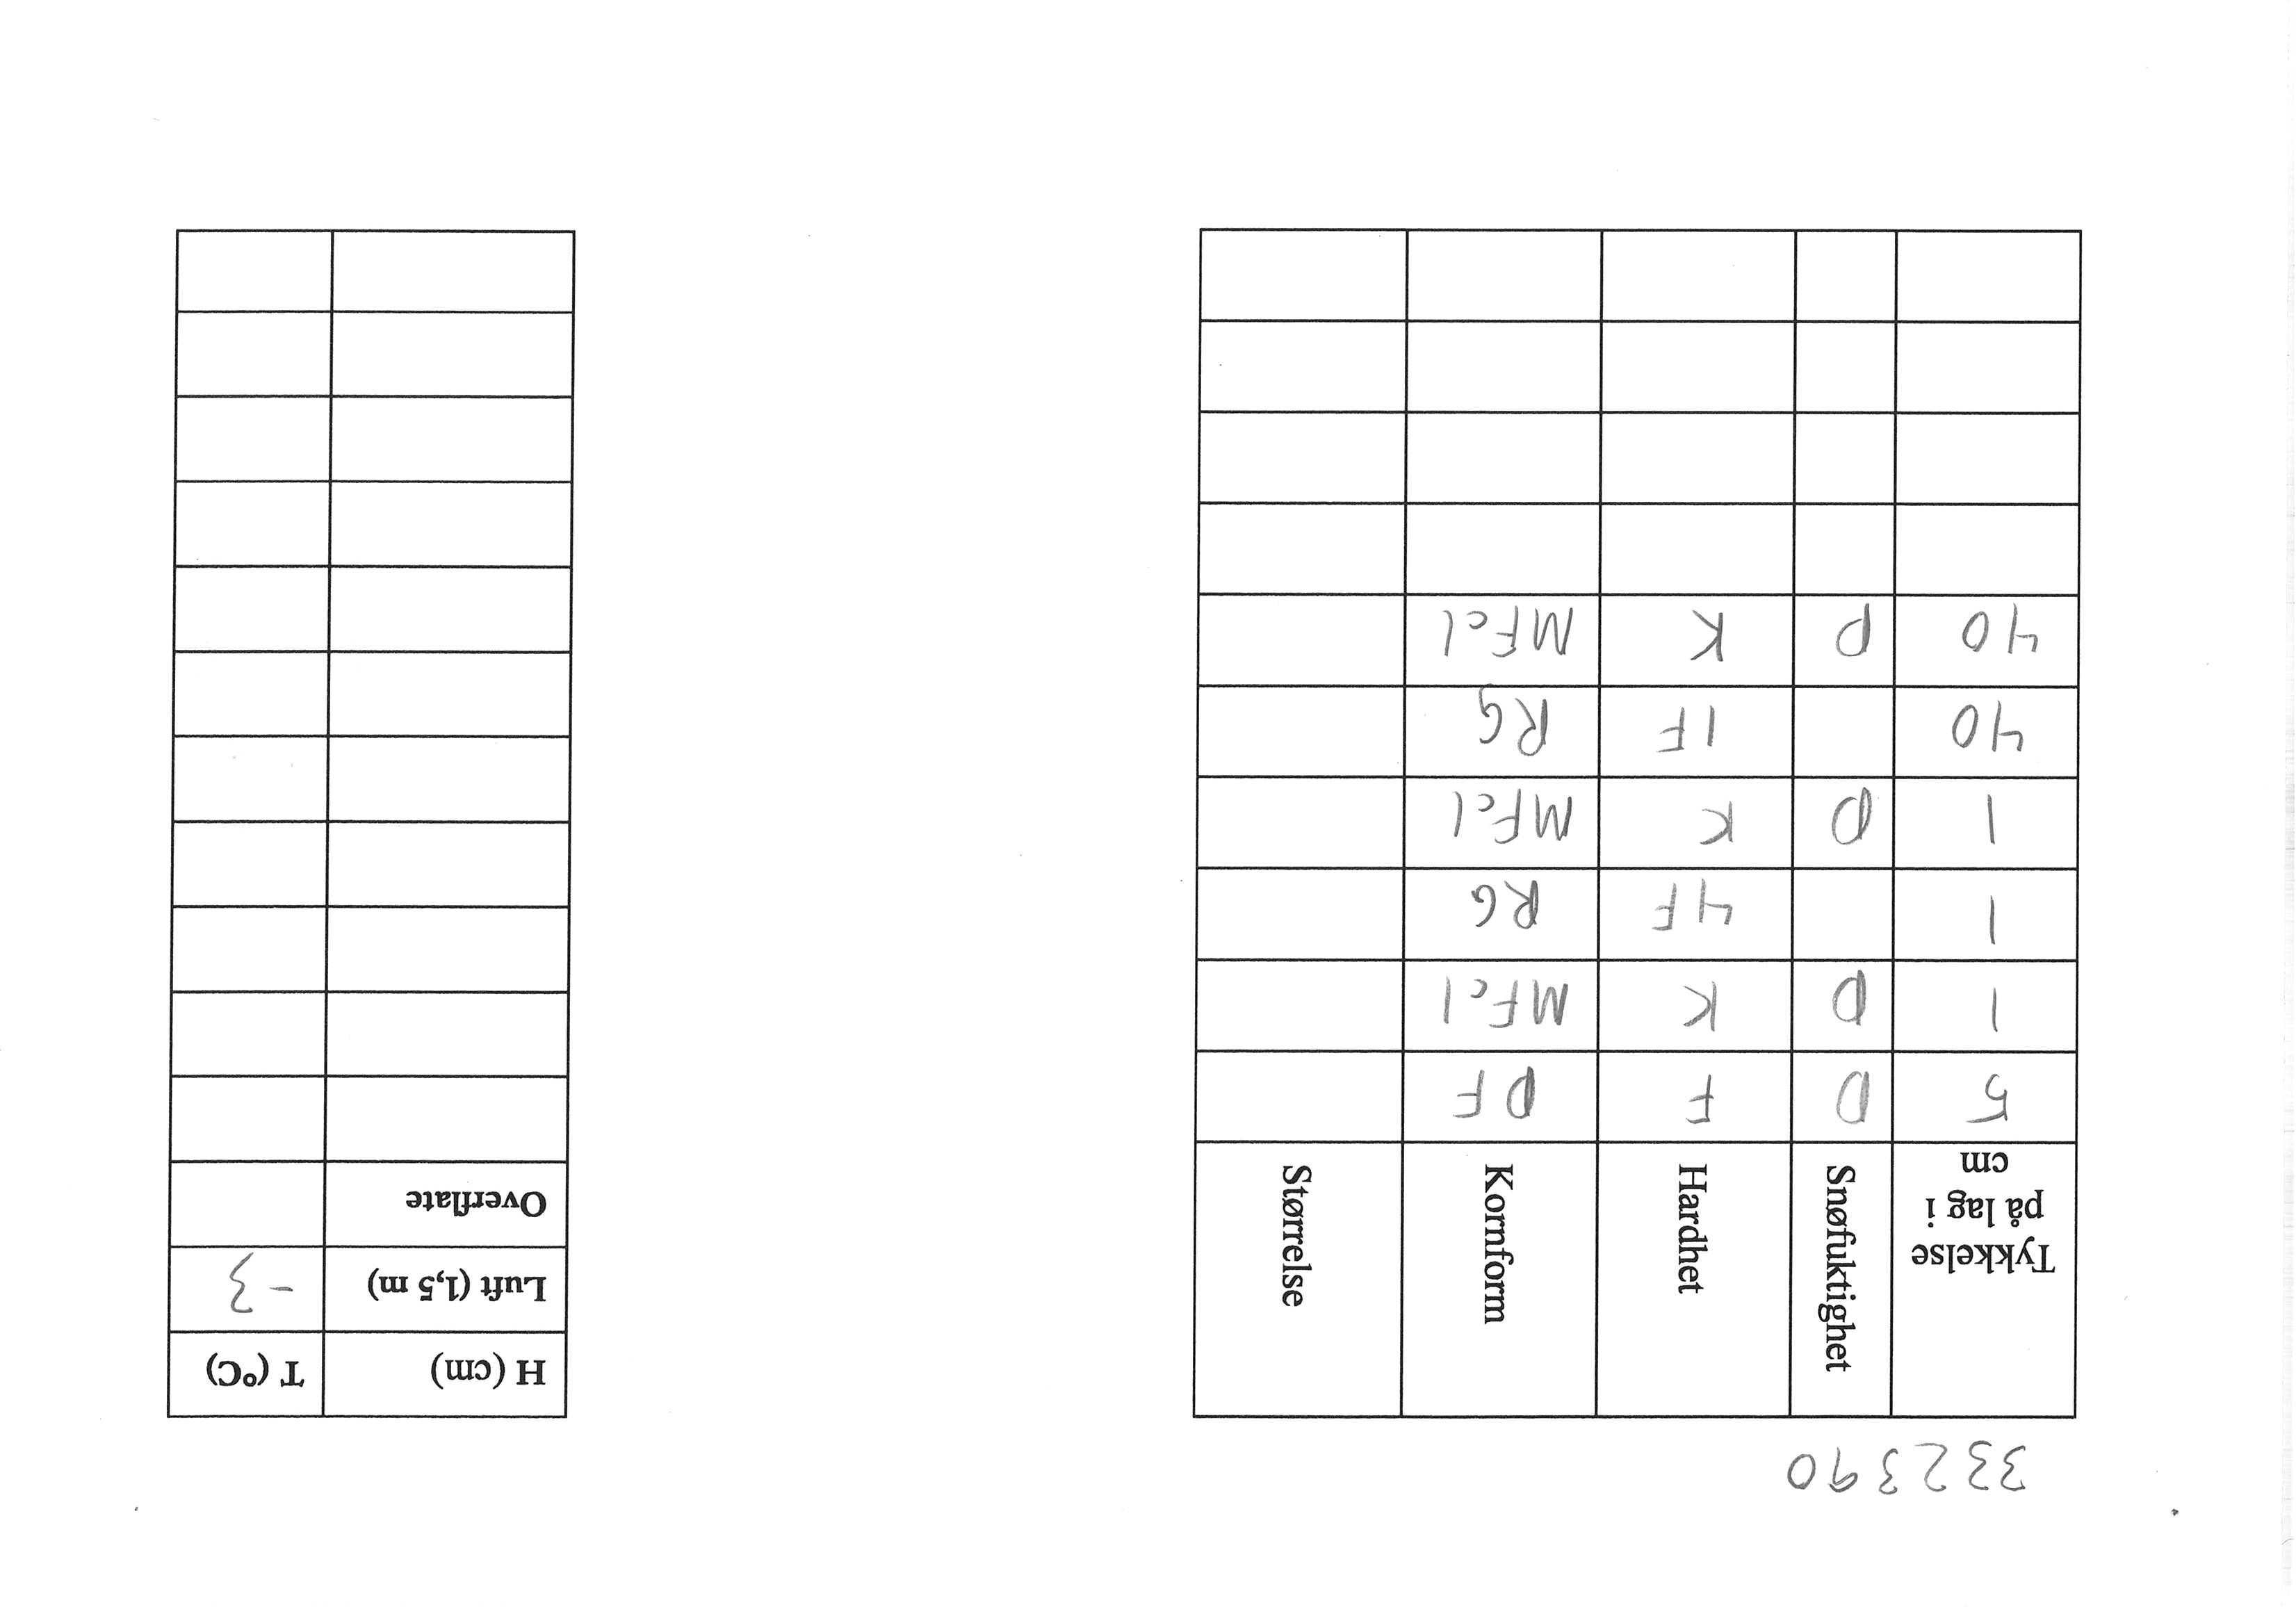 332390
Tykkelse på lag i cm Snøfuktighet Hardhet Kornform Størrelse
5 D F DF
1 D K MFcl
1 4F RG
1 D K MFcl
40 1F RG
40 D K MFcl
H (cm) T (°C)
Luft (1,5 m) -3
Overflate